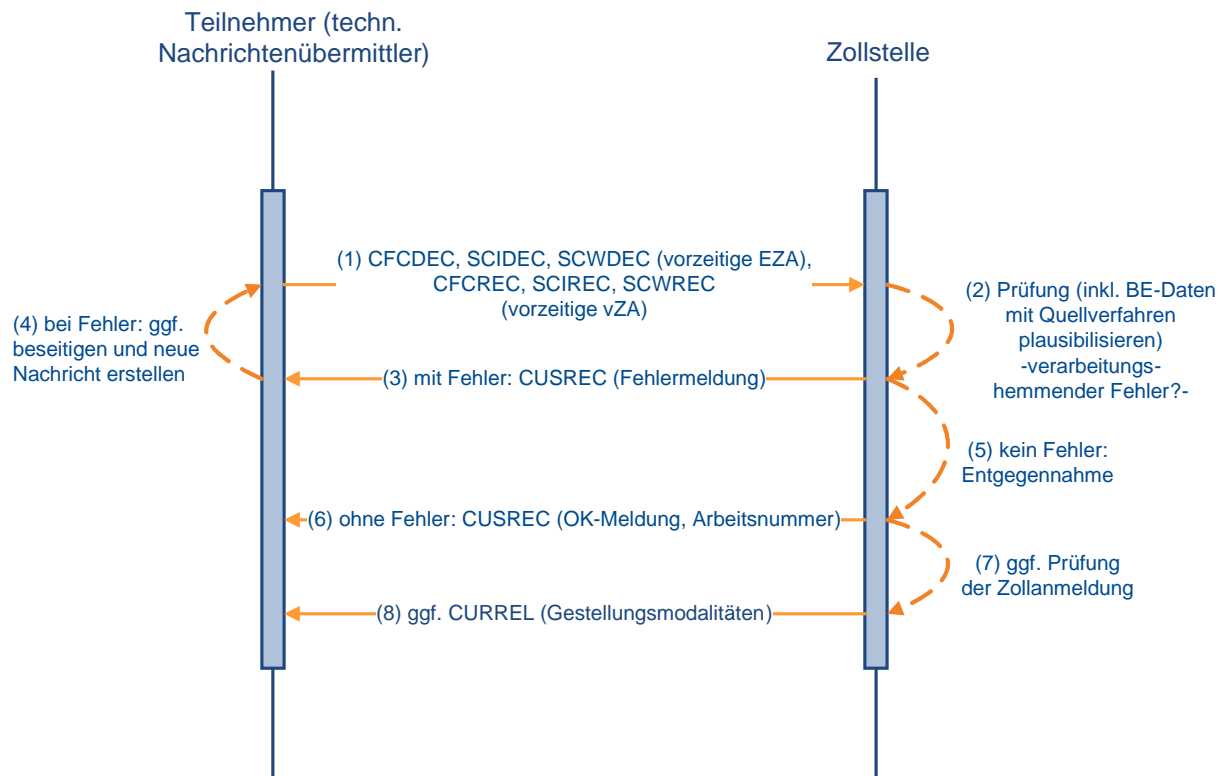 Teilnehmer (techn.
Nachrichtenübermittler)
Zollstelle
(1) CFCDEC, SCIDEC, SCWDEC (vorzeitige EZA),
CFCREC, SCIREC, SCWREC
(vorzeitige vZA)
(2) Prüfung (inkl. BE-Daten
mit Quellverfahren
plausibilisieren)
-verarbeitungs-
hemmender Fehler?-
(3) mit Fehler: CUSREC (Fehlermeldung)
(4) bei Fehler: ggf.
beseitigen und neue
Nachricht erstellen
(5) kein Fehler:
Entgegennahme
(6) ohne Fehler: CUSREC (OK-Meldung, Arbeitsnummer)
(7) ggf. Prüfung
der Zollanmeldung
(8) ggf. CURREL (Gestellungsmodalitäten)